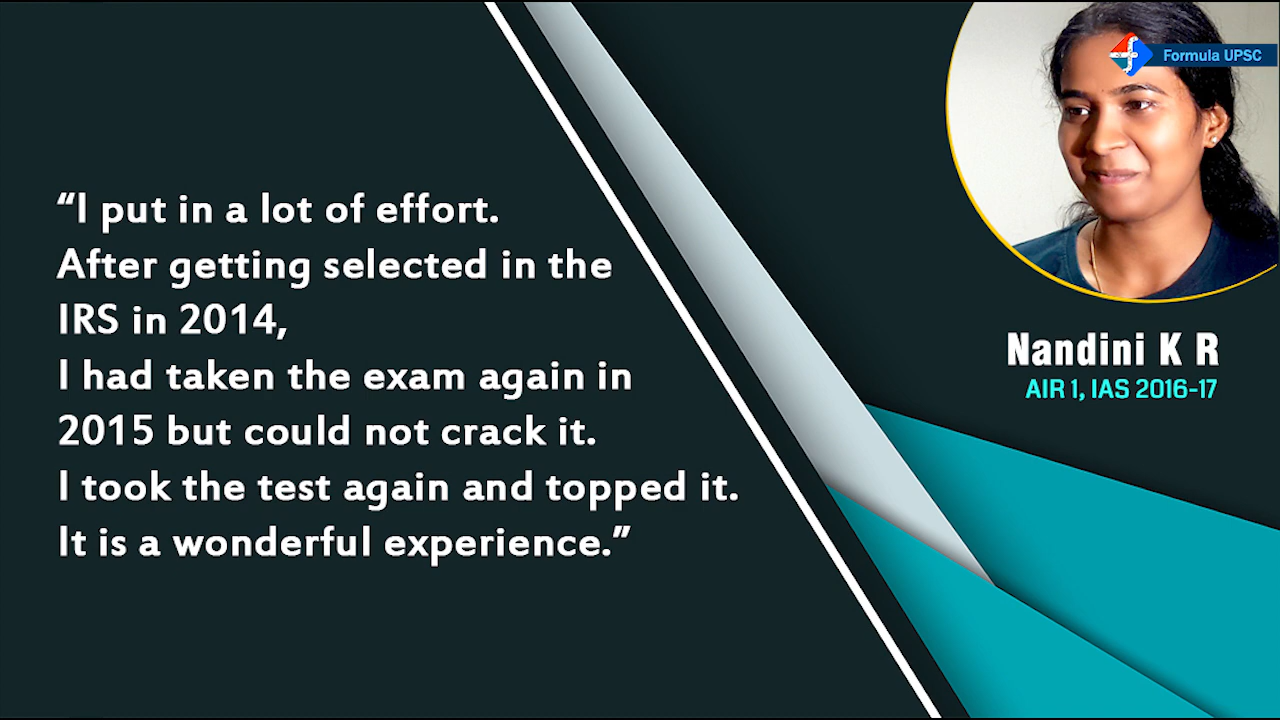 Formula UPSC
“I put in a lot of effort.
After getting selected in the
IRS in 2014,
I had taken the exam again in
2015 but could not crack it.
I took the test again and topped it.
It is a wonderful experience.”
Nandini K R
AIR 1, IAS 2016-17